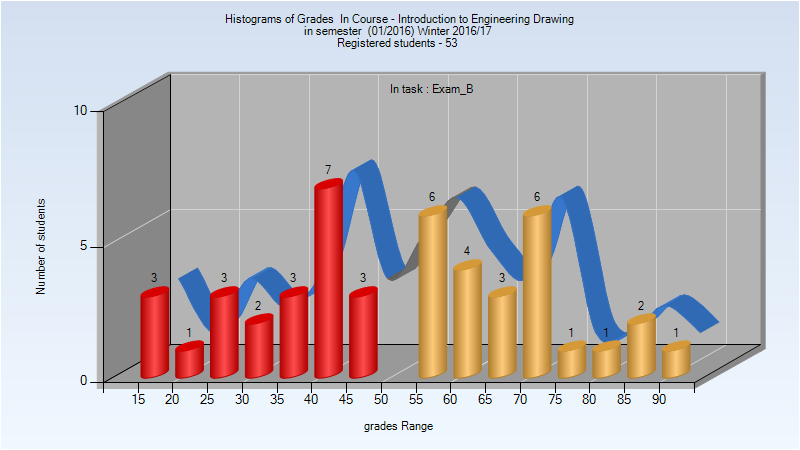 Histograms of Grades  In Course - Introduction to Engineering Drawing
in semester  (01/2016) Winter 2016/17
Registered students - 53
In task : Exam_B
Number of students
10
5
0
3 1 3 2 3 7 3 6 4 3 6 1 1 2 1
15 20 25 30 35 40 45 50 55 60 65 70 75 80 85 90
grades Range